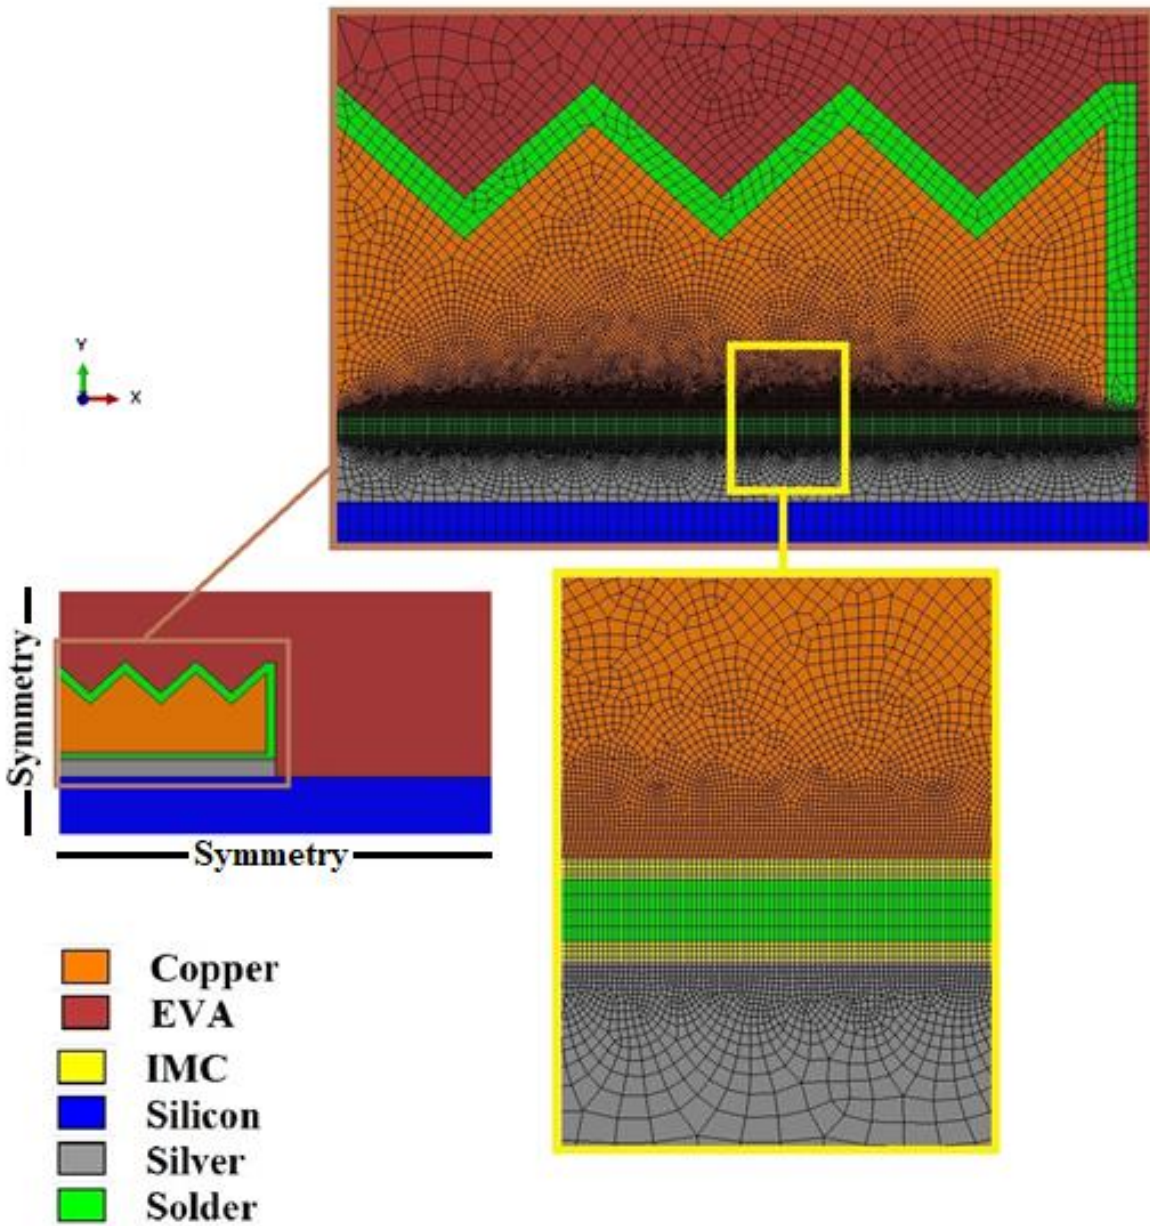 Y
X
Symmetry
Symmetry
Copper
EVA
IMC
Silicon
Silver
Solder